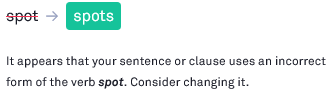 spot → spots
It appears that your sentence or clause uses an incorrect
form of the verb spot. Consider changing it.